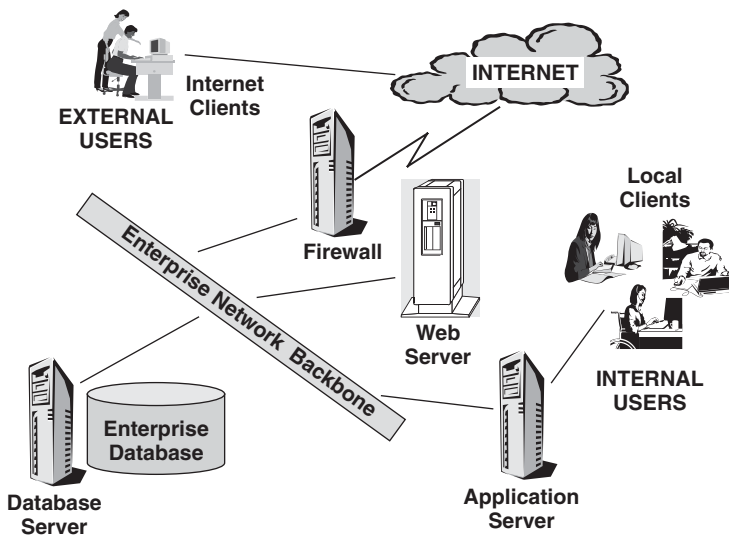 INTERNET
Internet
Clients
EXTERNAL
USERS
Local
Clients
Firewall
Enterprise Network Backbone
Web
Server
INTERNAL
USERS
Enterprise
Database
Database
Server
Application
Server